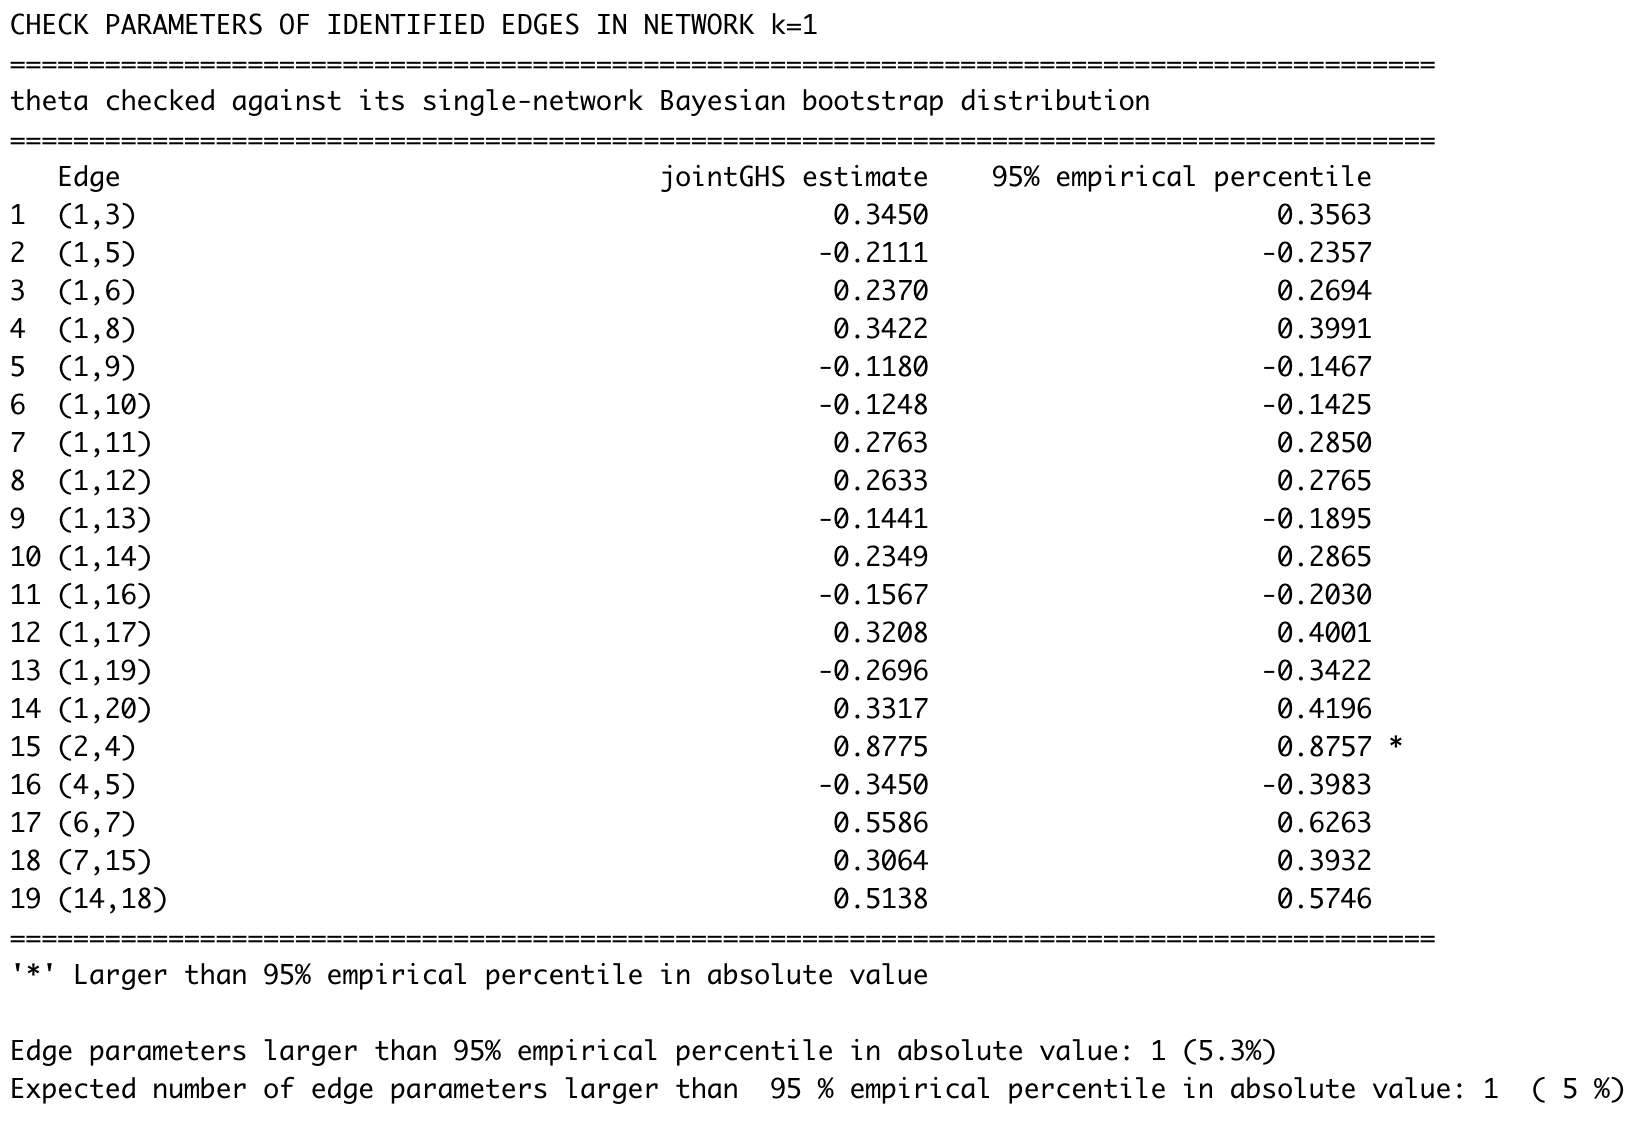 CHECK PARAMETERS OF IDENTIFIED EDGES IN NETWORK k=1
==========================================================================================
theta checked against its single-network Bayesian bootstrap distribution
==========================================================================================
   Edge                                  jointGHS estimate    95% empirical percentile
1  (1,3)                                            0.3450                      0.3563
2  (1,5)                                           -0.2111                     -0.2357
3  (1,6)                                            0.2370                      0.2694
4  (1,8)                                            0.3422                      0.3991
5  (1,9)                                           -0.1180                     -0.1467
6  (1,10)                                          -0.1248                     -0.1425
7  (1,11)                                           0.2763                      0.2850
8  (1,12)                                           0.2633                      0.2765
9  (1,13)                                          -0.1441                     -0.1895
10 (1,14)                                           0.2349                      0.2865
11 (1,16)                                          -0.1567                     -0.2030
12 (1,17)                                           0.3208                      0.4001
13 (1,19)                                          -0.2696                     -0.3422
14 (1,20)                                           0.3317                      0.4196
15 (2,4)                                            0.8775                      0.8757 *
16 (4,5)                                           -0.3450                     -0.3983
17 (6,7)                                            0.5586                      0.6263
18 (7,15)                                           0.3064                      0.3932
19 (14,18)                                          0.5138                      0.5746
==========================================================================================
'*' Larger than 95% empirical percentile in absolute value
Edge parameters larger than 95% empirical percentile in absolute value: 1 (5.3%)
Expected number of edge parameters larger than  95 % empirical percentile in absolute value: 1  ( 5 %)